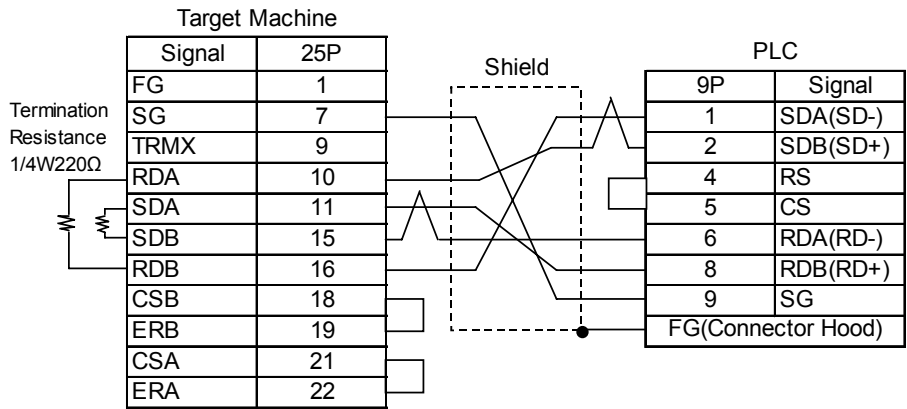 Target Machine
Signal 25P
FG 1
SG 7
TRMX 9
RDA 10
SDA 11
SDB 15
RDB 16
CSB 18
ERB 19
CSA 21
ERA 22
Termination
Resistance
1/4W220Ω
Shield
PLC
9P Signal
1 SDA(SD-)
2 SDB(SD+)
4 RS
5 CS
6 RDA(RD-)
8 RDB(RD+)
9 SG
FG(Connector Hood)